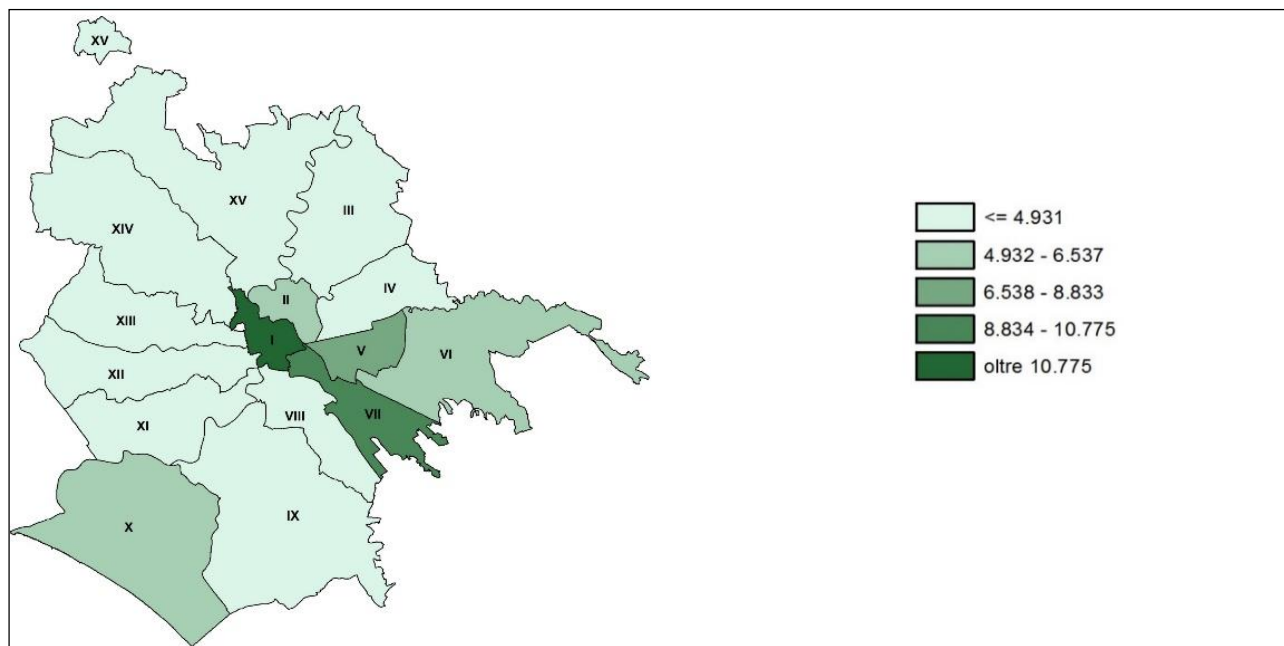 XV
XV
III
XIV
II
IV
XIII
I
V
VI
XII
VIII
VII
XI
X
IX
<= 4.931
4.932 - 6.537
6.538 - 8.833
8.834 - 10.775
oltre 10.775